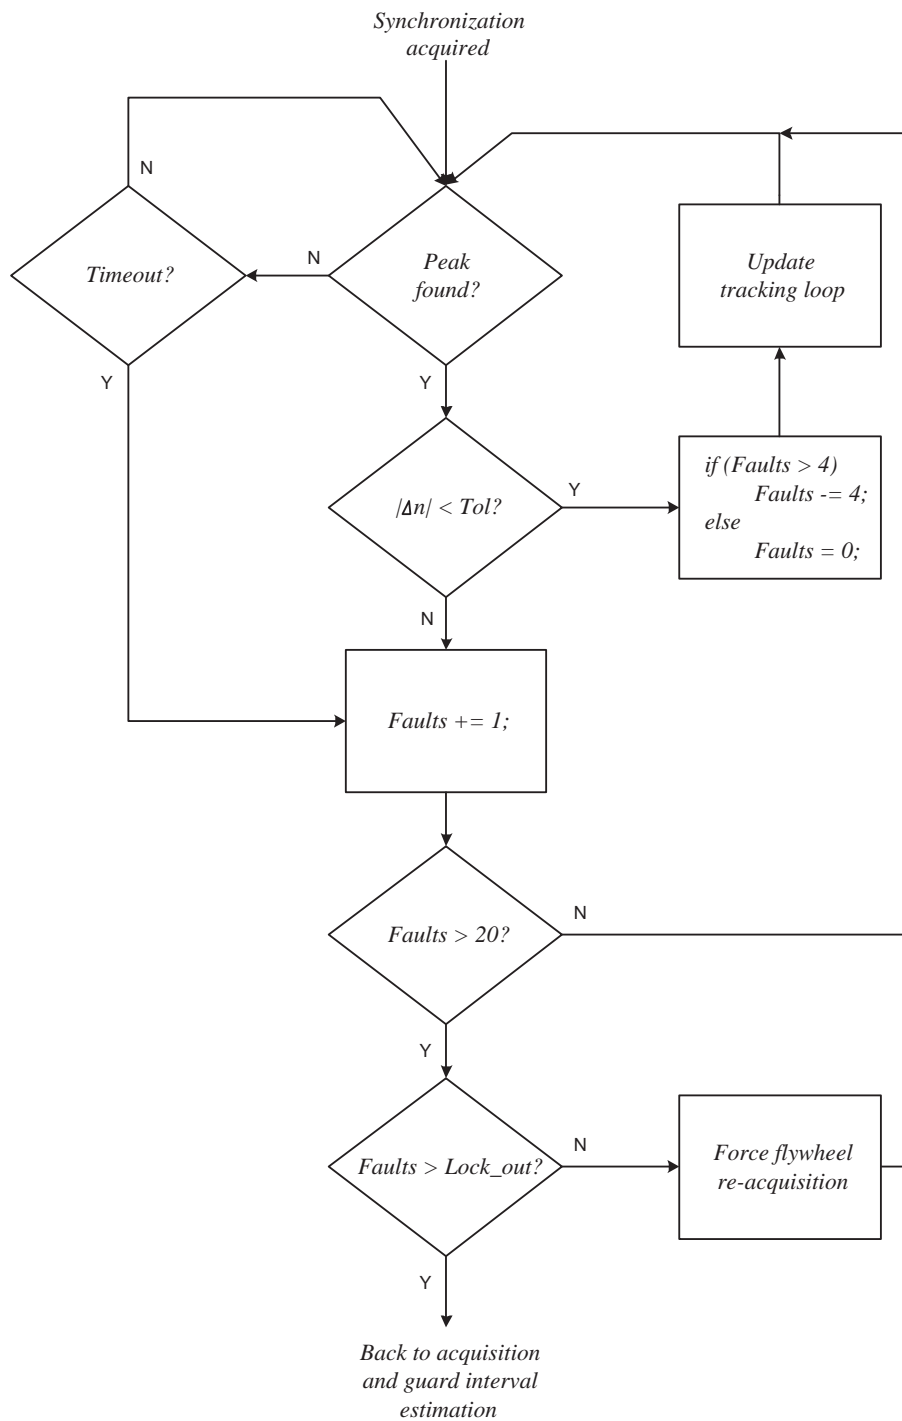 Synchronization
acquired
N
Timeout?
N
Peak
found?
Update
tracking loop
Y
Y
|Δn| < Tol?
Y
if (Faults > 4)
Faults -= 4;
else
Faults = 0;
N
Faults += 1;
Faults > 20?
N
Y
Faults > Lock_out?
N
Force flywheel
re-acquisition
Y
Back to acquisition
and guard interval
estimation